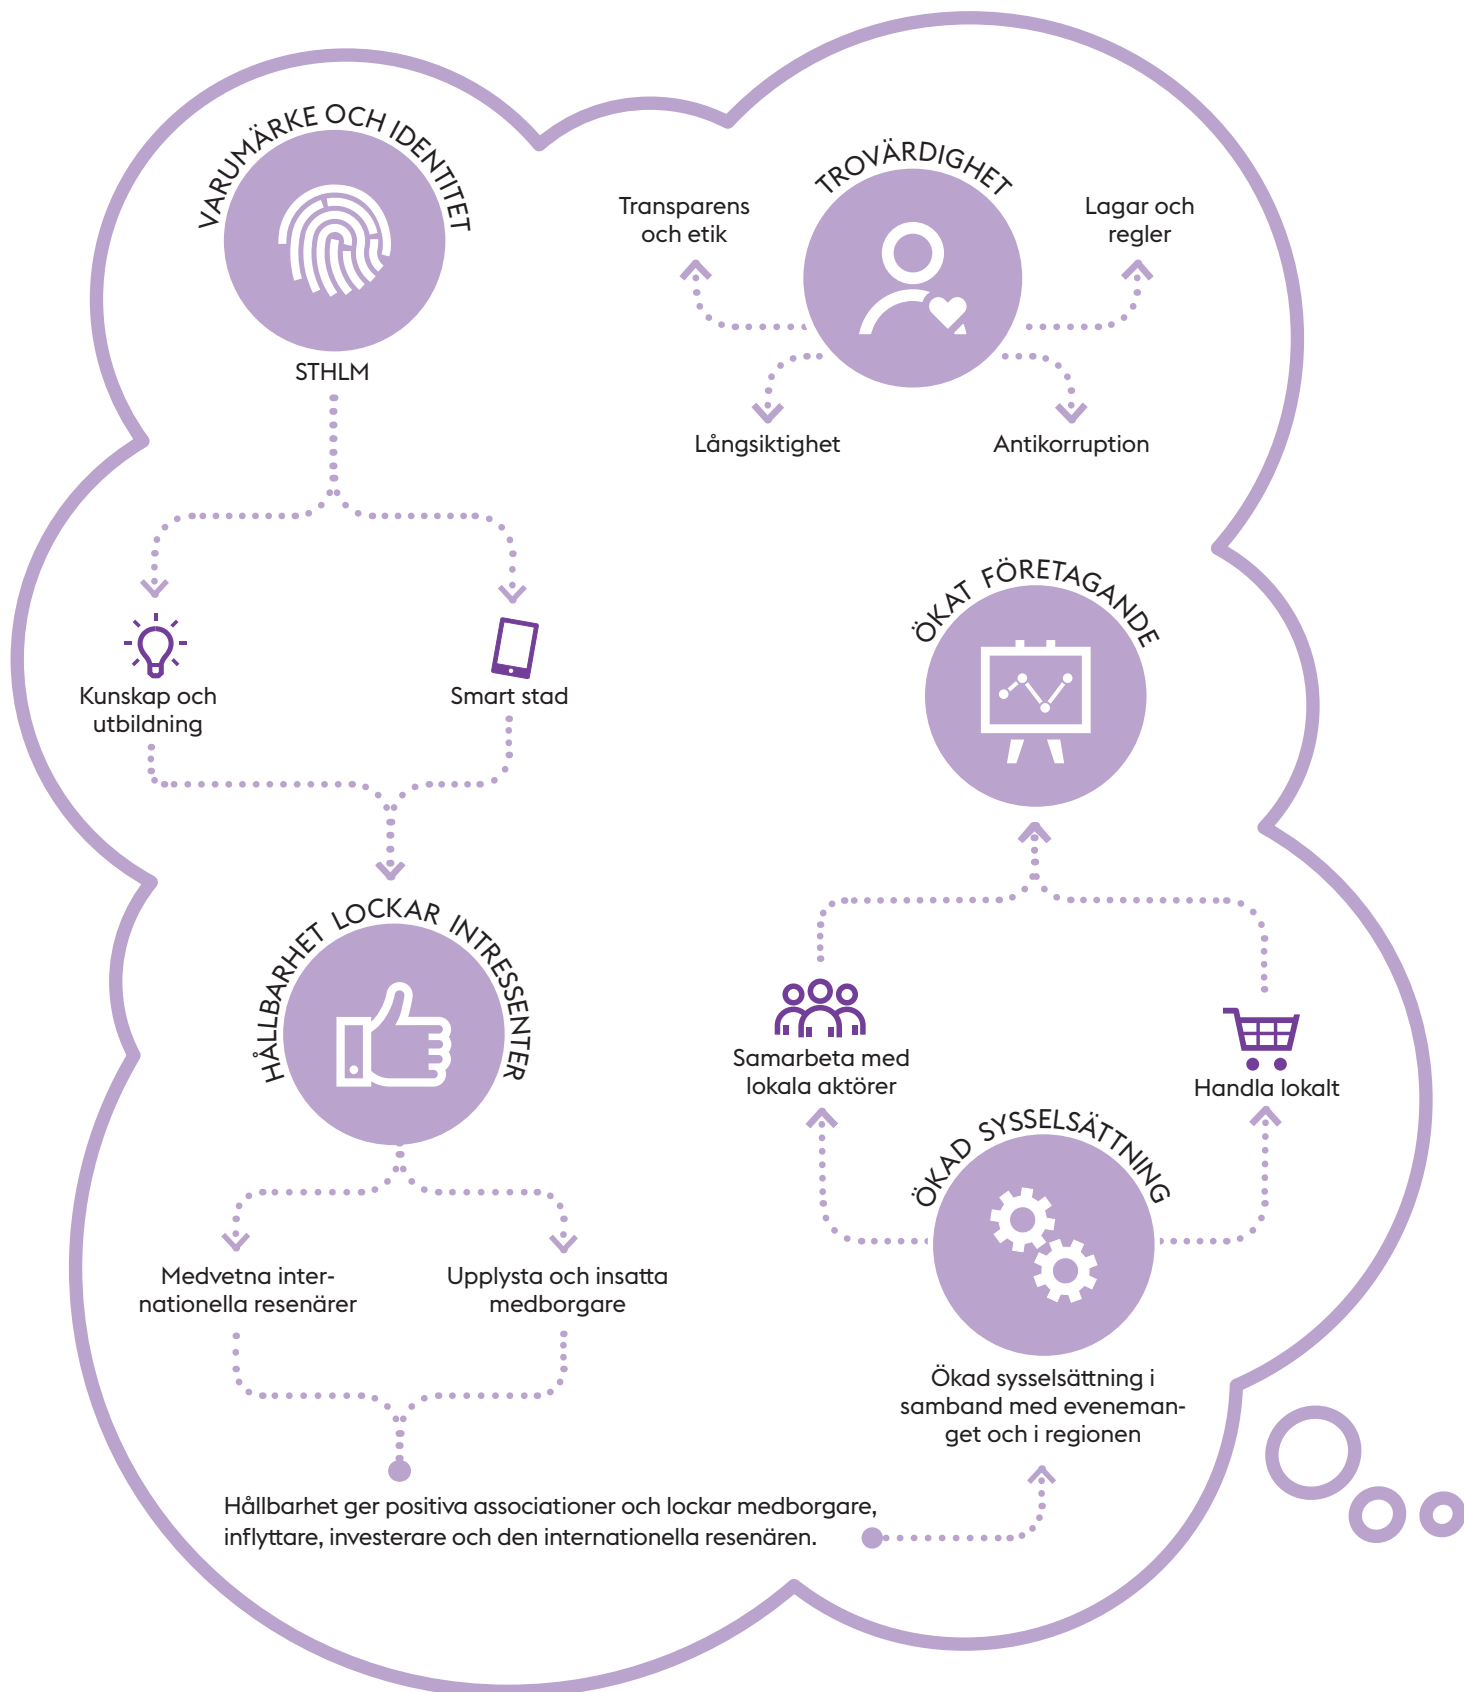 VARUMÄRKE OCH IDENTITET
STHLM
TROVÄRDIGHET
Transparens
och etik
Lagar och
regler
Långsiktighet
Antikorruption
Kunskap och
utbildning
Smart stad
ÖKAT FÖRETAGANDE
HÅLLBARHET LOCKAR INTRESSENTER
Samarbeta med
lokala aktörer
Handla lokalt
ÖKAD SYSSELSÄTTNING
Medvetna inter-
nationella resenärer
Upplysta och insatta
medborgare
Ökad sysselsättning i
samband med eveneman-
get och i regionen
Hållbarhet ger positiva associationer och lockar medborgare,
inflyttare, investerare och den internationella resenären.